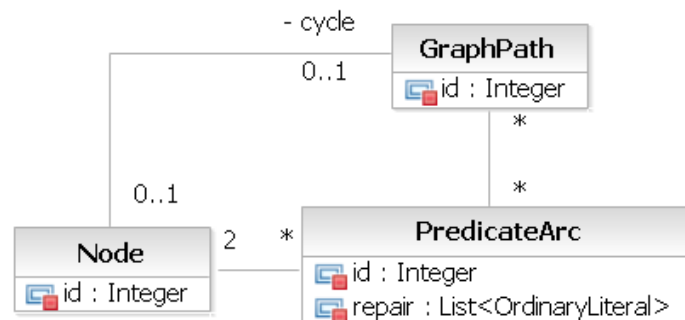 - cycle
GraphPath
0..1
id : Integer
*
0..1
*
Node
2
*
PredicateArc
id : Integer
id : Integer
repair : List<OrdinaryLiteral>